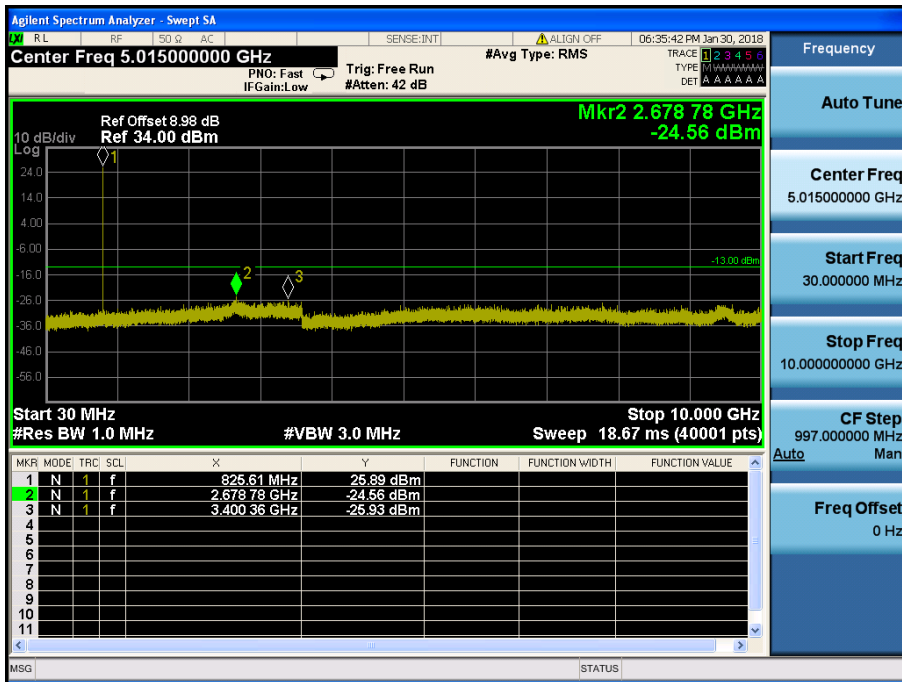 Agilent Spectrum Analyzer - Swept SA
LXI RL RF 50 Ω AC SENSE:INT ALIGN OFF 06:35:42 PM Jan 30, 2018
Center Freq 5.015000000 GHz #Avg Type: RMS TRACE 1 2 3 4 5 6
PNO: Fast Trig: Free Run TYPE MWWWWW
IFGain:Low #Atten: 42 dB DET A A A A A A
Mkr2 2.678 78 GHz
-24.56 dBm
Ref Offset 8.98 dB
10 dB/div Ref 34.00 dBm
Log
1
24.0
14.0
4.00
-6.00
-13.00 dBm
-16.0
2
3
-26.0
-36.0
-46.0
-56.0
Start 30 MHz Stop 10.000 GHz
#Res BW 1.0 MHz #VBW 3.0 MHz Sweep 18.67 ms (40001 pts)
MKR MODE TRC SCL X Y FUNCTION FUNCTION WIDTH FUNCTION VALUE
1 N 1 f 825.61 MHz 25.89 dBm
2 N 1 f 2.678 78 GHz -24.56 dBm
3 N 1 f 3.400 36 GHz -25.93 dBm
4
5
6
7
8
9
10
11
MSG STATUS
Frequency
Auto Tune
Center Freq
5.015000000 GHz
Start Freq
30.000000 MHz
Stop Freq
10.000000000 GHz
CF Step
997.000000 MHz
Auto Man
Freq Offset
0 Hz